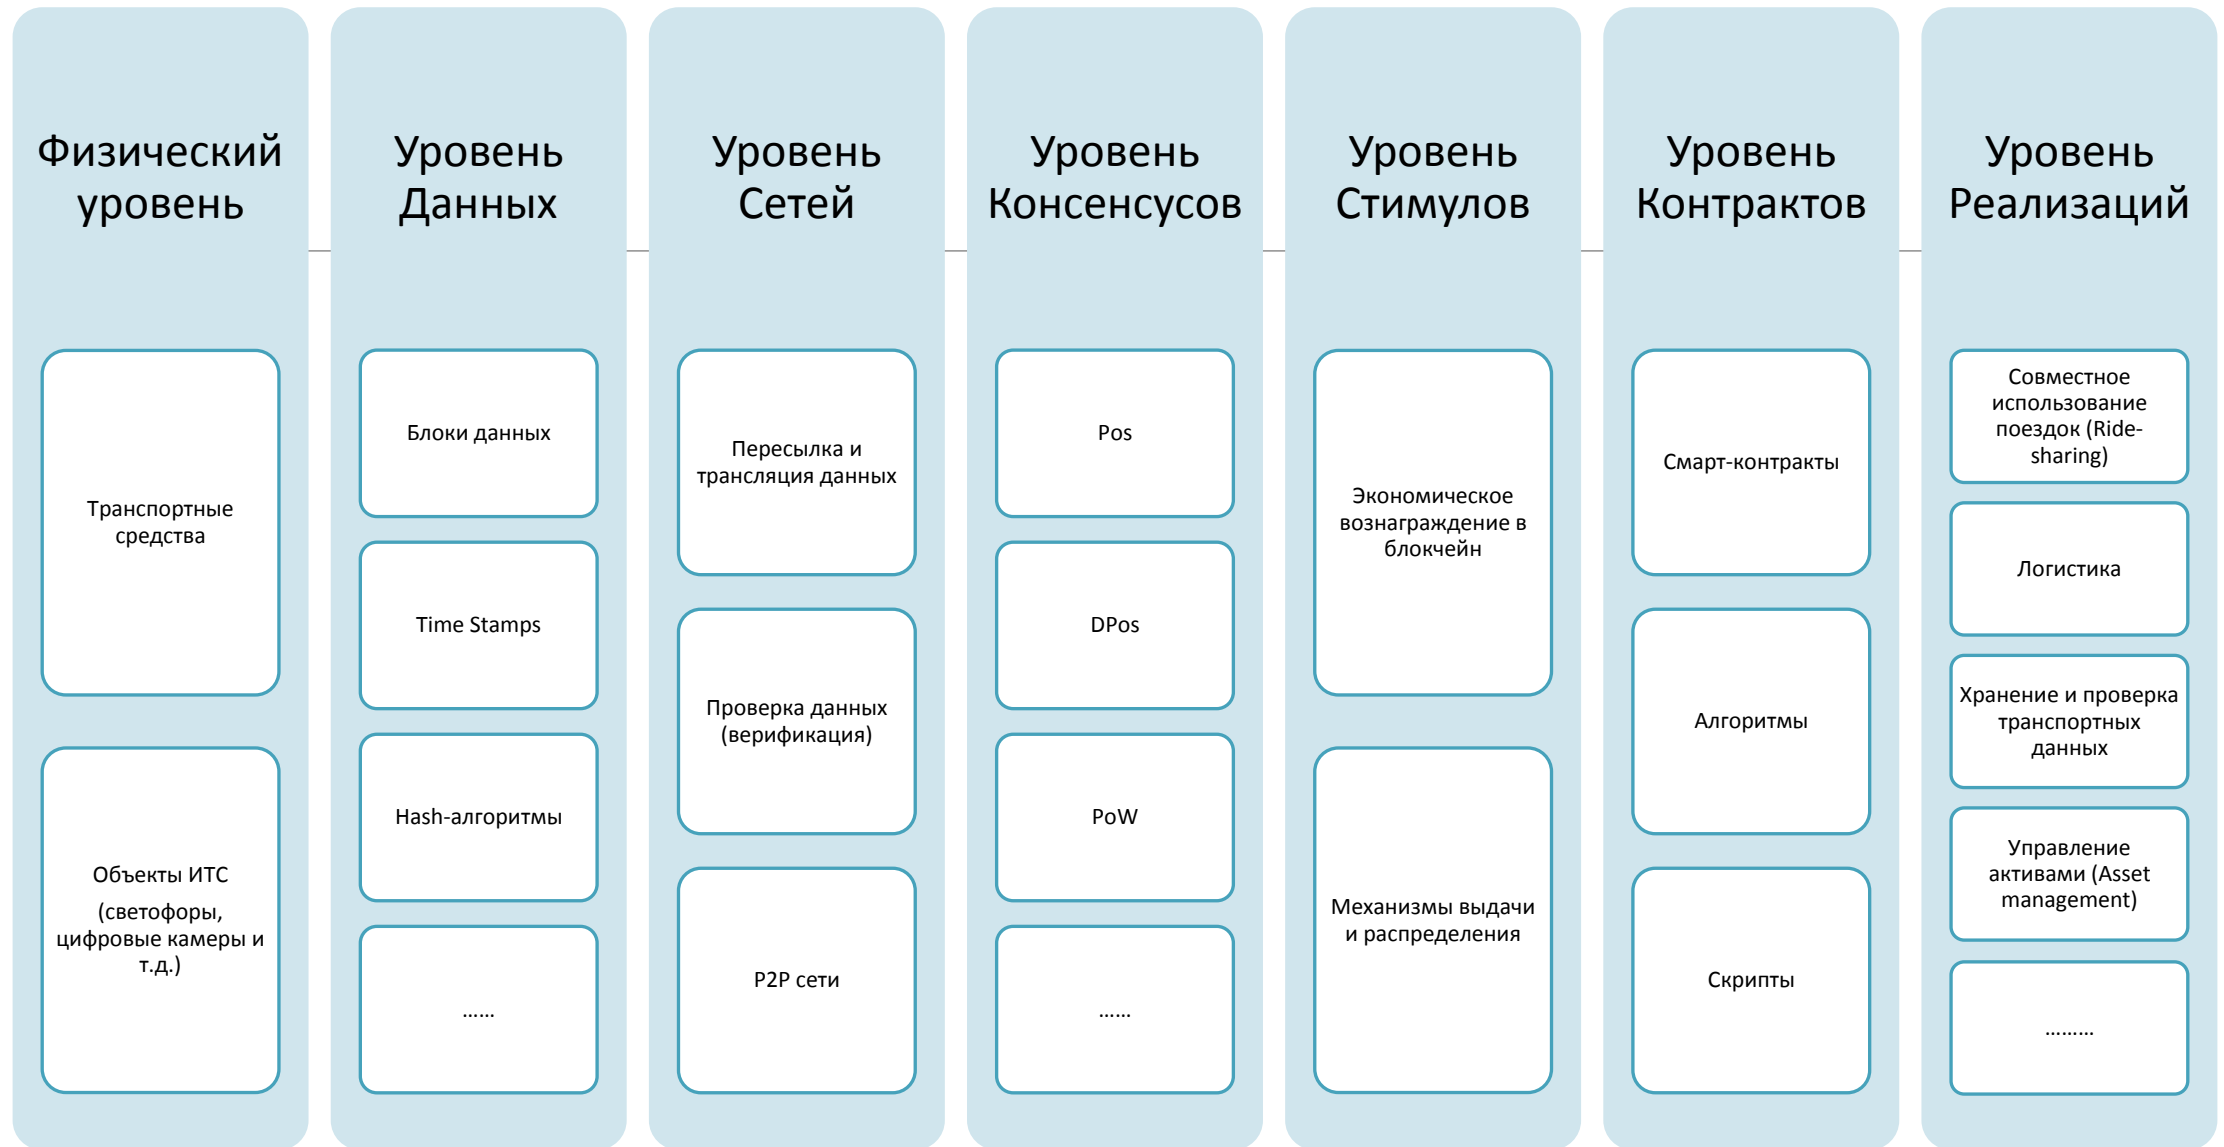 Физический
уровень
Транспортные
средства
Объекты ИТС
(светофоры,
цифровые камеры и
т.д.)
Уровень
Данных
Блоки данных
Time Stamps
Hash-алгоритмы
......
Уровень
Сетей
Пересылка и
трансляция данных
Проверка данных
(верификация)
P2P сети
Уровень
Консенсусов
Pos
DPos
PoW
......
Уровень
Стимулов
Экономическое
вознаграждение в
блокчейн
Механизмы выдачи
и распределения
Уровень
Контрактов
Смарт-контракты
Алгоритмы
Скрипты
Уровень
Реализаций
Совместное
использование
поездок (Ride-
sharing)
Логистика
Хранение и проверка
транспортных
данных
Управление
активами (Asset
management)
.........